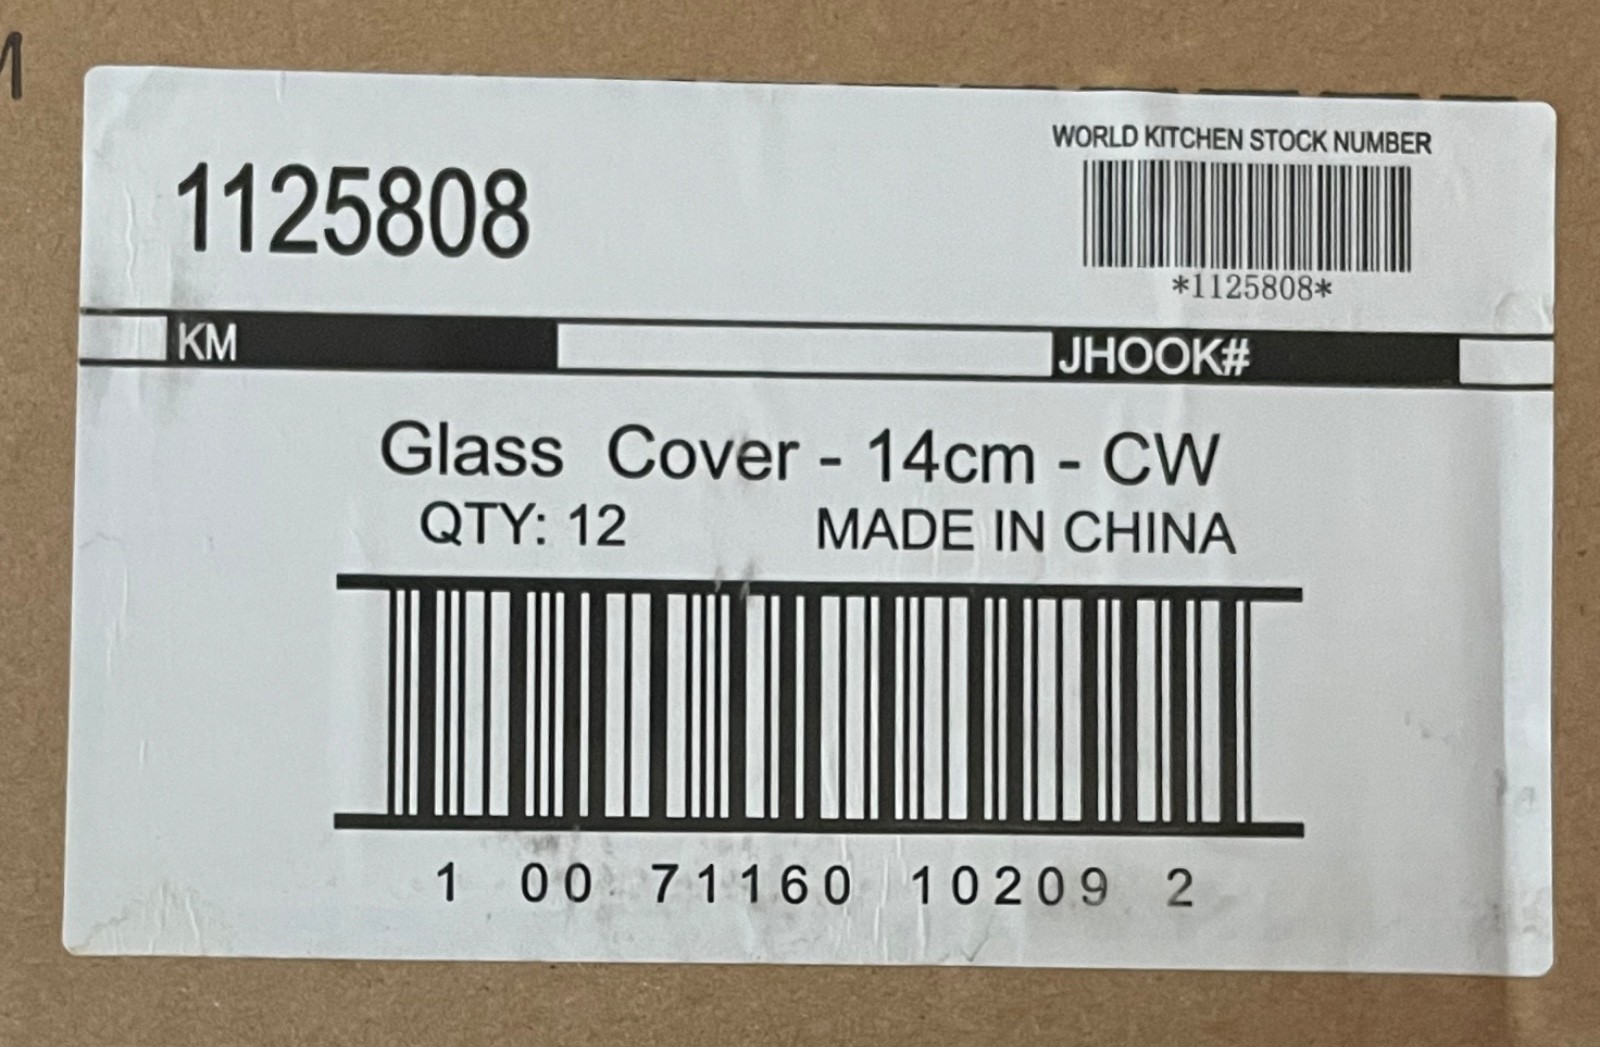 WORLD KITCHEN STOCK NUMBER
1125808
*1125808*
KM JHOOK#
Glass Cover - 14cm - CW
QTY: 12 MADE IN CHINA
1 00 71160 10209 2